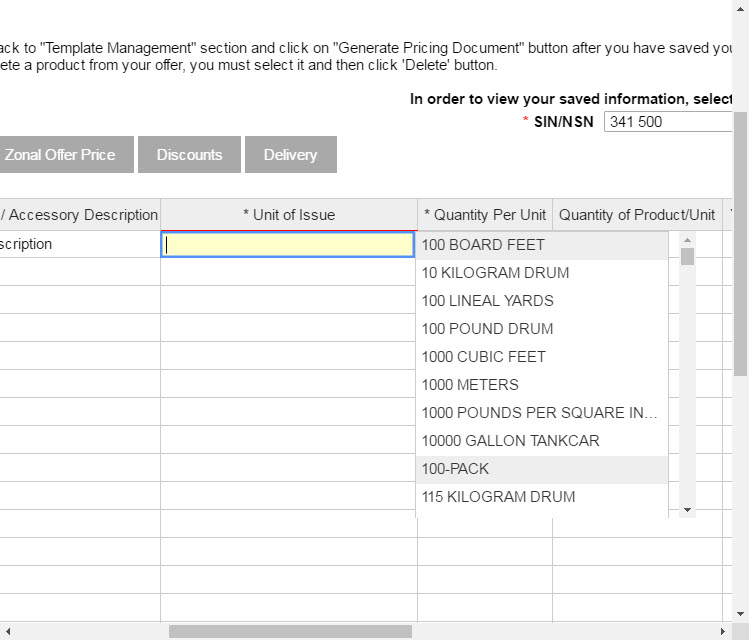 ack to "Template Management" section and click on "Generate Pricing Document" button after you have saved you
ete a product from your offer, you must select it and then click 'Delete' button.
In order to view your saved information, select
* SIN/NSN 341 500
Zonal Offer Price Discounts Delivery
/ Accessory Description * Unit of Issue * Quantity Per Unit Quantity of Product/Unit
scription
100 BOARD FEET
10 KILOGRAM DRUM
100 LINEAL YARDS
100 POUND DRUM
1000 CUBIC FEET
1000 METERS
1000 POUNDS PER SQUARE IN...
10000 GALLON TANKCAR
100-PACK
115 KILOGRAM DRUM